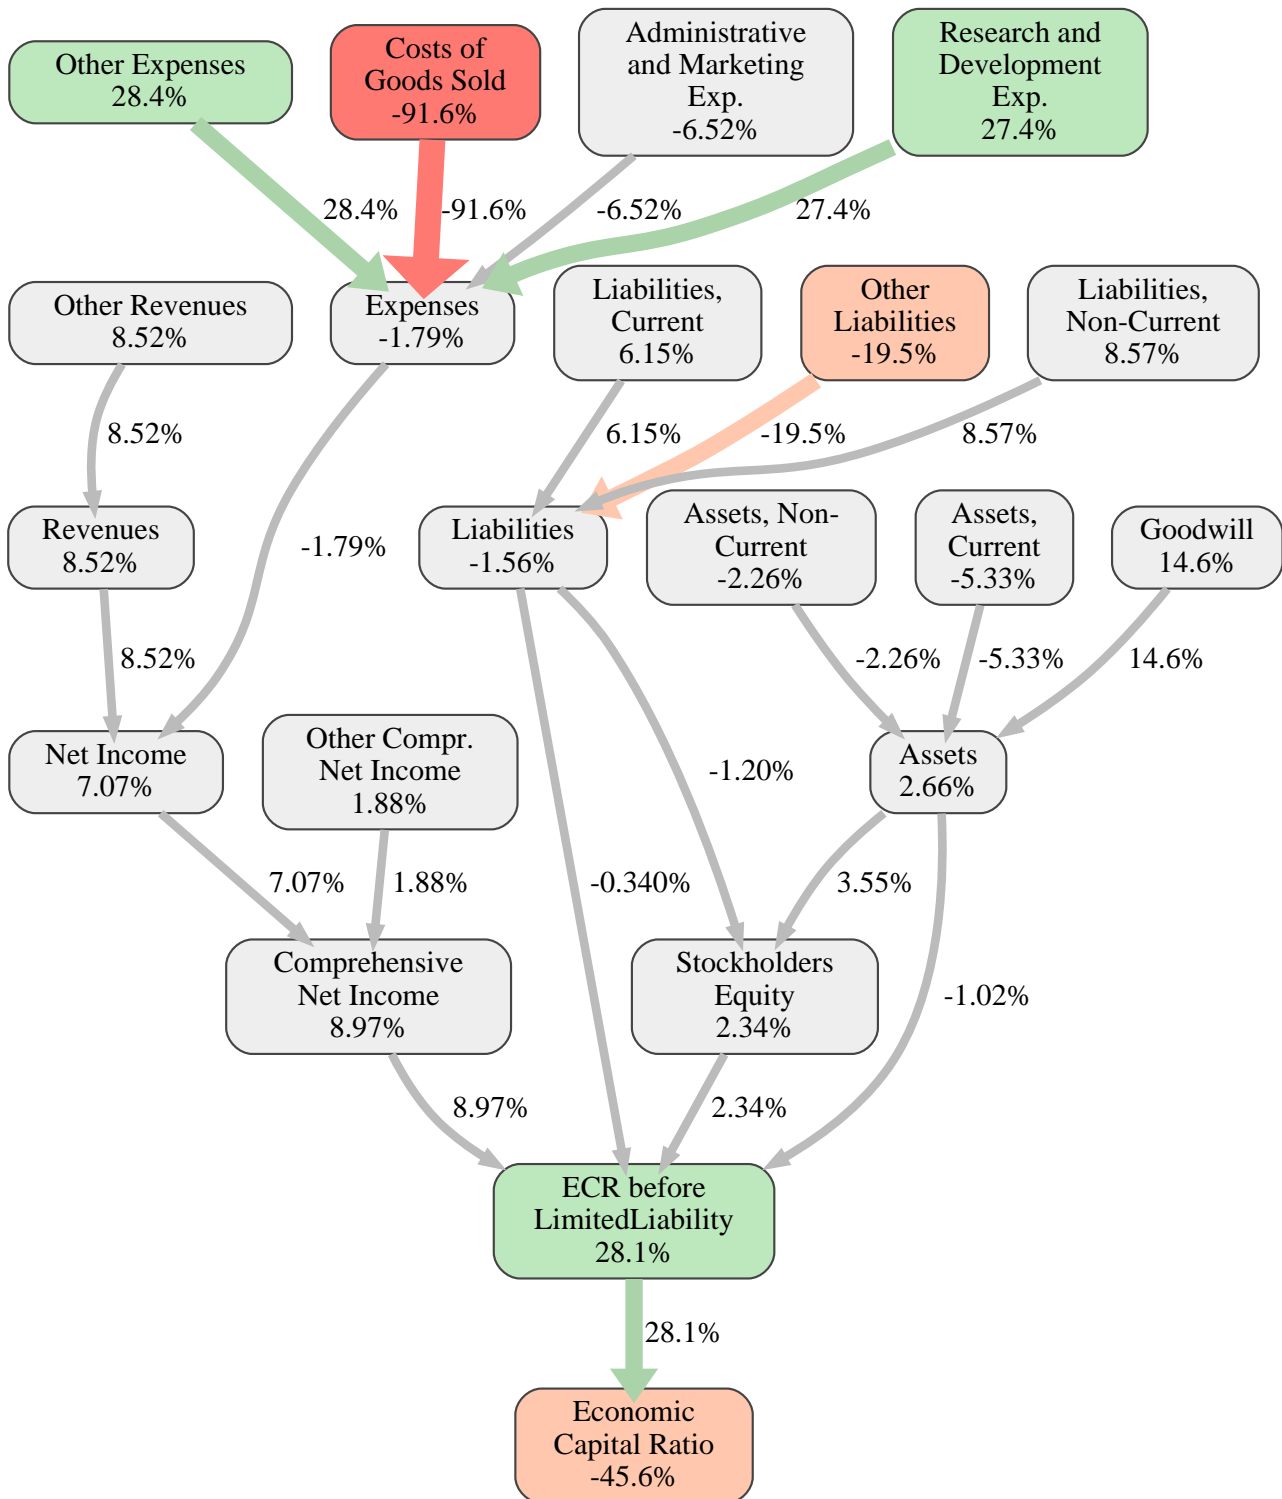 Other Expenses
28.4%
Costs of
Goods Sold
-91.6%
Administrative
and Marketing
Exp.
-6.52%
Research and
Development
Exp.
27.4%
28.4%
-91.6%
-6.52%
27.4%
Other Revenues
8.52%
Expenses
-1.79%
Liabilities,
Current
6.15%
Other
Liabilities
-19.5%
Liabilities,
Non-Current
8.57%
8.52%
6.15%
-19.5%
8.57%
Revenues
8.52%
-1.79%
Liabilities
-1.56%
Assets, Non-
Current
-2.26%
Assets,
Current
-5.33%
Goodwill
14.6%
8.52%
-2.26%
-5.33%
14.6%
Net Income
7.07%
Other Compr.
Net Income
1.88%
-1.20%
Assets
2.66%
7.07%
1.88%
-0.340%
3.55%
Comprehensive
Net Income
8.97%
Stockholders
Equity
2.34%
-1.02%
8.97%
2.34%
ECR before
LimitedLiability
28.1%
28.1%
Economic
Capital Ratio
-45.6%